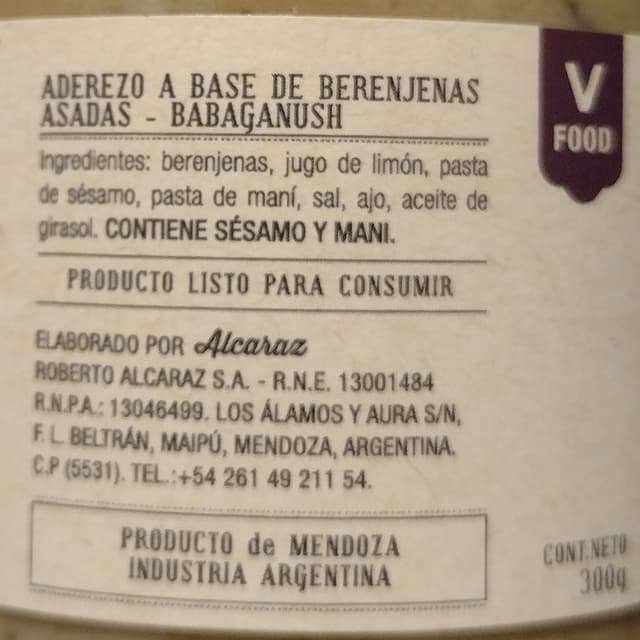 ADEREZO A BASE DE BERENJENAS
ASADAS - BABAGANUSH
Ingredientes: berenjenas, jugo de limón, pasta
de sésamo, pasta de maní, sal, ajo, aceite de
girasol. CONTIENE SÉSAMO Y MANI.
PRODUCTO LISTO PARA CONSUMIR
ELABORADO POR Alcaraz
ROBERTO ALCARAZ S.A. - R.N.E. 13001484
R.N.P.A.: 13046499. LOS ÁLAMOS Y AURA S/N,
F. L. BELTRÁN, MAIPÚ, MENDOZA, ARGENTINA.
C.P (5531). TEL.:+54 261 49 211 54.
PRODUCTO de MENDOZA
INDUSTRIA ARGENTINA
V
FOOD
CONT.NETO
300g